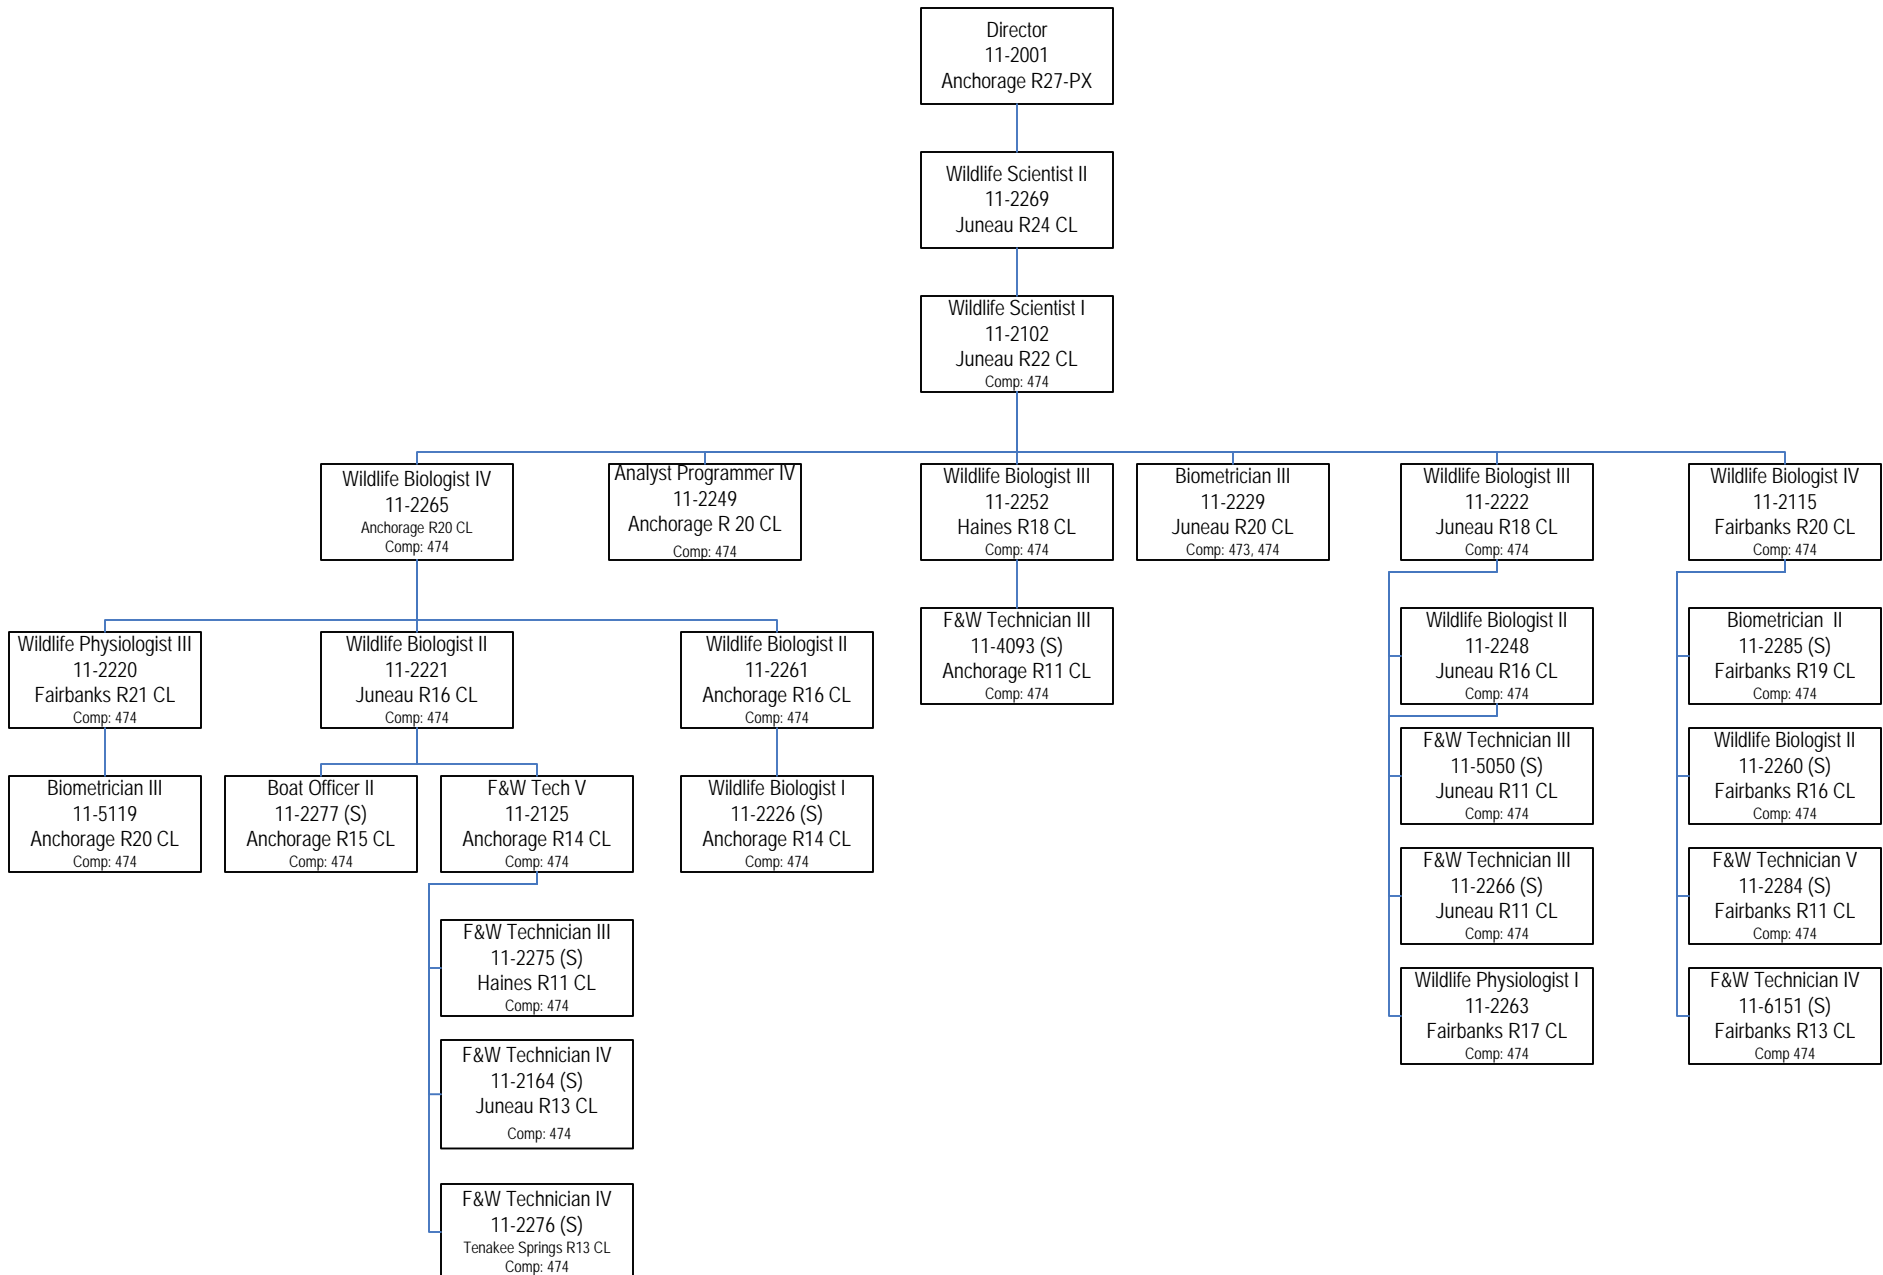 Director
11-2001
Anchorage R27-PX
Wildlife Scientist II
11-2269
Juneau R24 CL
Wildlife Scientist I
11-2102
Juneau R22 CL
Comp: 474
Wildlife Biologist IV
11-2265
Anchorage R20 CL
Comp: 474
Analyst Programmer IV
11-2249
Anchorage R 20 CL
Comp: 474
Wildlife Biologist III
11-2252
Haines R18 CL
Comp: 474
Biometrician III
11-2229
Juneau R20 CL
Comp: 473, 474
Wildlife Biologist III
11-2222
Juneau R18 CL
Comp: 474
Wildlife Biologist IV
11-2115
Fairbanks R20 CL
Comp: 474
Wildlife Physiologist III
11-2220
Fairbanks R21 CL
Comp: 474
Wildlife Biologist II
11-2221
Juneau R16 CL
Comp: 474
Wildlife Biologist II
11-2261
Anchorage R16 CL
Comp: 474
F&W Technician III
11-4093 (S)
Anchorage R11 CL
Comp: 474
Wildlife Biologist II
11-2248
Juneau R16 CL
Comp: 474
Biometrician  II
11-2285 (S)
Fairbanks R19 CL
Comp: 474
Biometrician III
11-5119
Anchorage R20 CL
Comp: 474
Boat Officer II
11-2277 (S)
Anchorage R15 CL
Comp: 474
F&W Tech V
11-2125
Anchorage R14 CL
Comp: 474
Wildlife Biologist I
11-2226 (S)
Anchorage R14 CL
Comp: 474
F&W Technician III
11-5050 (S)
Juneau R11 CL
Comp: 474
Wildlife Biologist II
11-2260 (S)
Fairbanks R16 CL
Comp: 474
F&W Technician III
11-2266 (S)
Juneau R11 CL
Comp: 474
F&W Technician V
11-2284 (S)
Fairbanks R11 CL
Comp: 474
F&W Technician III
11-2275 (S)
Haines R11 CL
Comp: 474
Wildlife Physiologist I
11-2263
Fairbanks R17 CL
Comp: 474
F&W Technician IV
11-6151 (S)
Fairbanks R13 CL
Comp 474
F&W Technician IV
11-2164 (S)
Juneau R13 CL
Comp: 474
F&W Technician IV
11-2276 (S)
Tenakee Springs R13 CL
Comp: 474